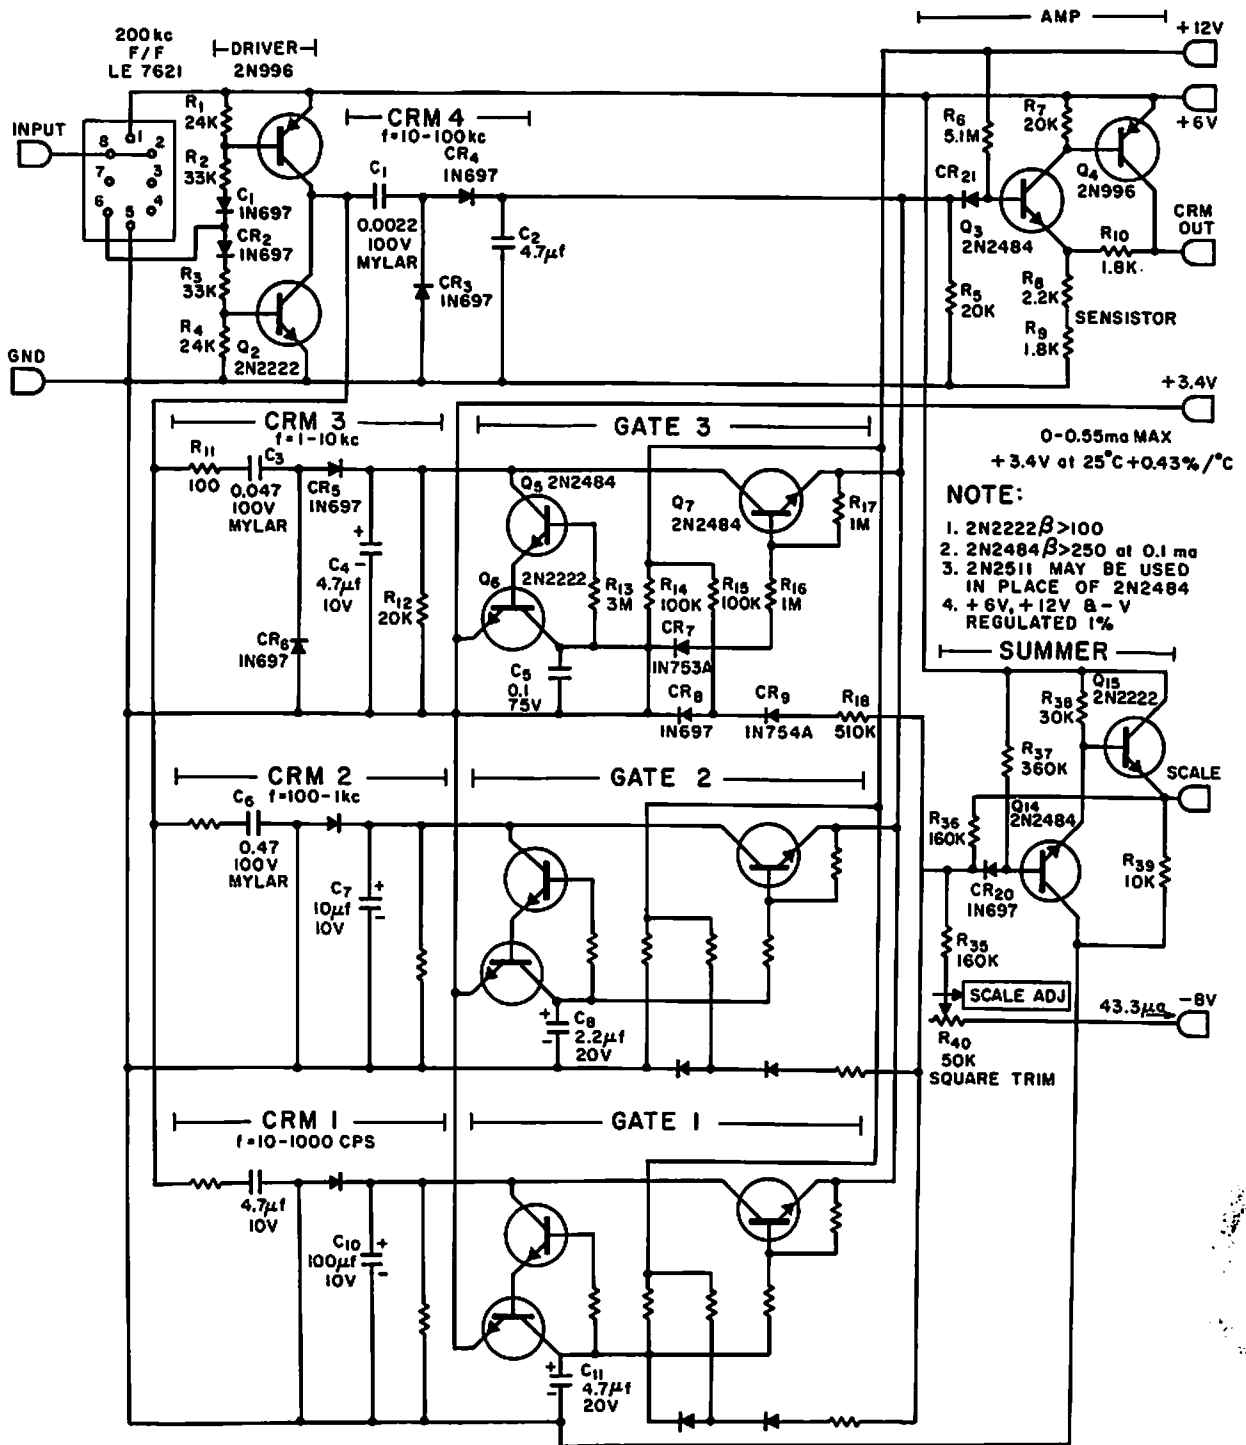 AMP
+12V
200 kc
F/F
LE 7621
DRIVER
2N996
INPUT
1
8
2
7
3
6
5
4
R1
24K
R2
33K
C1
1N697
CR2
1N697
R3
33K
R4
24K
Q2
2N2222
GND
CRM 4
f=10-100kc
CR4
1N697
C1
0.0022
100V
MYLAR
CR3
1N697
C2
4.7μf
R6
5.1M
R7
20K
+6V
CR21
Q4
2N996
Q3
2N2484
CRM
OUT
R10
1.8K
R5
20K
R8
2.2K
SENSISTOR
R9
1.8K
+3.4V
0-0.55ma MAX
+3.4V at 25°C+0.43%/°C
NOTE:
1. 2N2222 β>100
2. 2N2484 β>250 at 0.1 ma
3. 2N2511 MAY BE USED
IN PLACE OF 2N2484
4. +6V, +12V & -V
REGULATED 1%
CRM 3
f=1-10kc
GATE 3
R11
100
C3
0.047
100V
MYLAR
CR5
1N697
+
C4
-
4.7μf
10V
CR6
1N697
R12
20K
Q5 2N2484
Q6
2N2222
R13
3M
R14
100K
R15
100K
R16
1M
Q7
2N2484
R17
1M
CR7
1N753A
C5
0.1
75V
CR8
1N697
CR9
1N754A
R18
510K
SUMMER
Q15
2N2222
R38
30K
R37
360K
SCALE
Q14
2N2484
R36
160K
R39
10K
CR20
1N697
R35
160K
SCALE ADJ
43.3μa
-8V
R40
50K
SQUARE TRIM
CRM 2
f=100-1kc
GATE 2
C6
0.47
100V
MYLAR
C7
10μf
10V
+
-
+
-
C8
2.2μf
20V
CRM 1
f=10-1000 CPS
GATE 1
4.7μf
10V
C10
100μf
10V
+
-
+
-
C11
4.7μf
20V